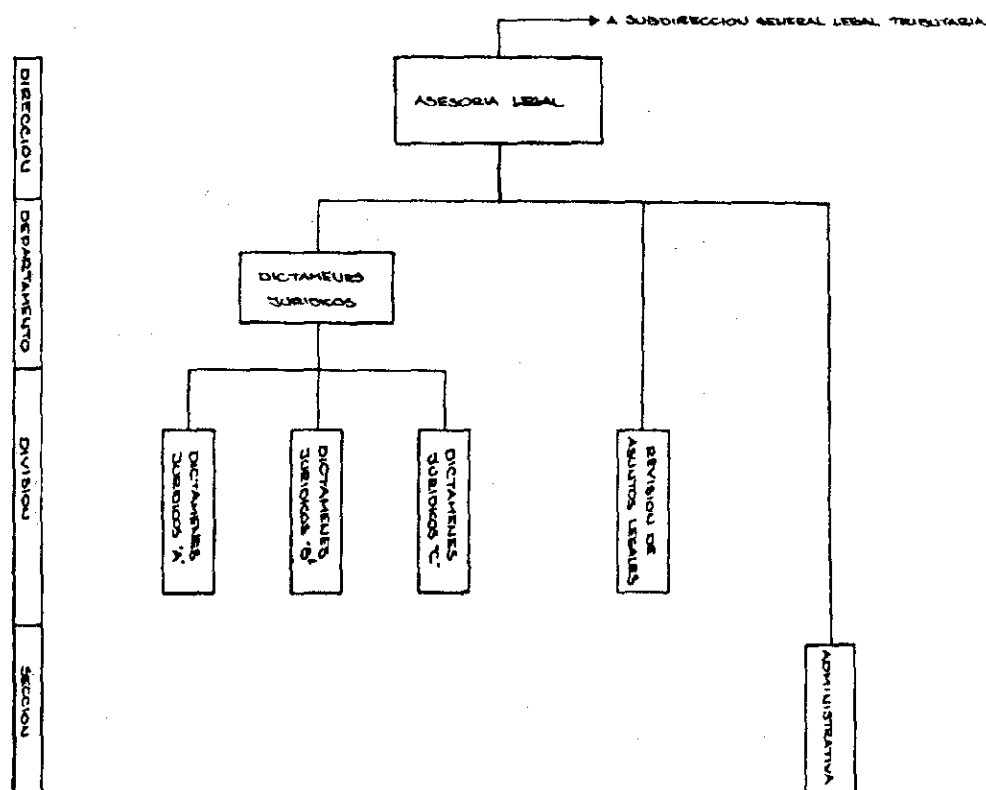 A SUBDIRECCION GENERAL LEGAL TRIBUTARIA
DIRECCION
ASESORIA LEGAL
DEPARTAMENTO
DICTAMENES
JURIDICOS
DIVISION
DICTAMENES
JURIDICOS "A"
DICTAMENES
JURIDICOS "B"
DICTAMENES
JURIDICOS "C"
REVISION DE
ASUNTOS LEGALES
SECCION
ADMINISTRATIVA